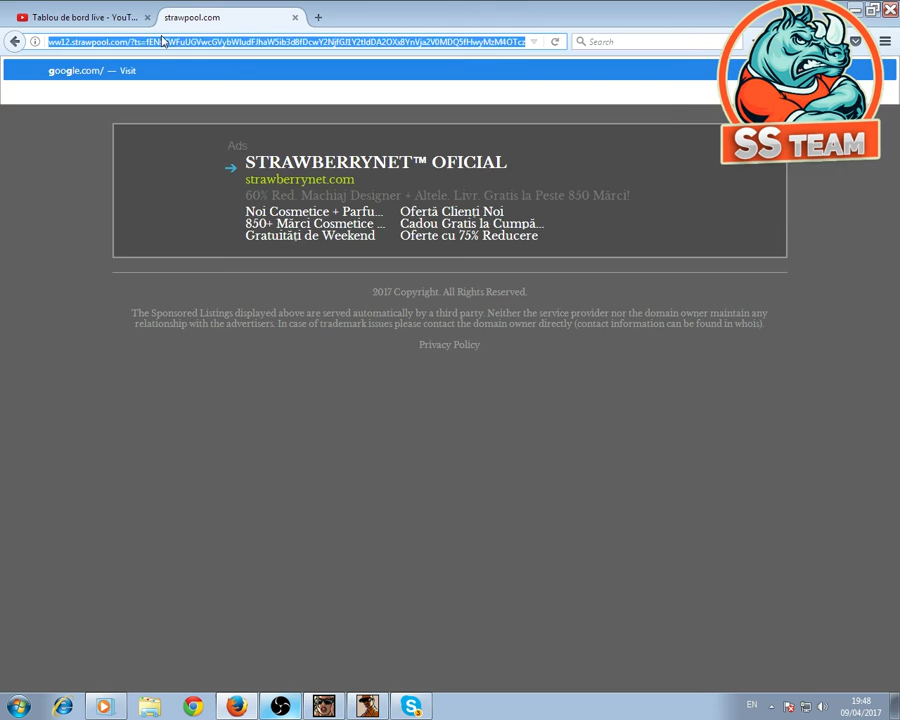 Tablou de bord live - YouT...
strawpool.com
Search
google.com/ — Visit
SS TEAM
Ads
STRAWBERRYNET™ OFICIAL
strawberrynet.com
60% Red. Machiaj Designer + Altele. Livr. Gratis la Peste 850 Mărci!
Noi Cosmetice + Parfu... Ofertă Clienți Noi
850+ Mărci Cosmetice ... Cadou Gratis la Cumpă...
Gratuități de Weekend Oferte cu 75% Reducere
2017 Copyright. All Rights Reserved.
The Sponsored Listings displayed above are served automatically by a third party. Neither the service provider nor the domain owner maintain any
relationship with the advertisers. In case of trademark issues please contact the domain owner directly (contact information can be found in whois).
Privacy Policy
EN
19:48
09/04/2017